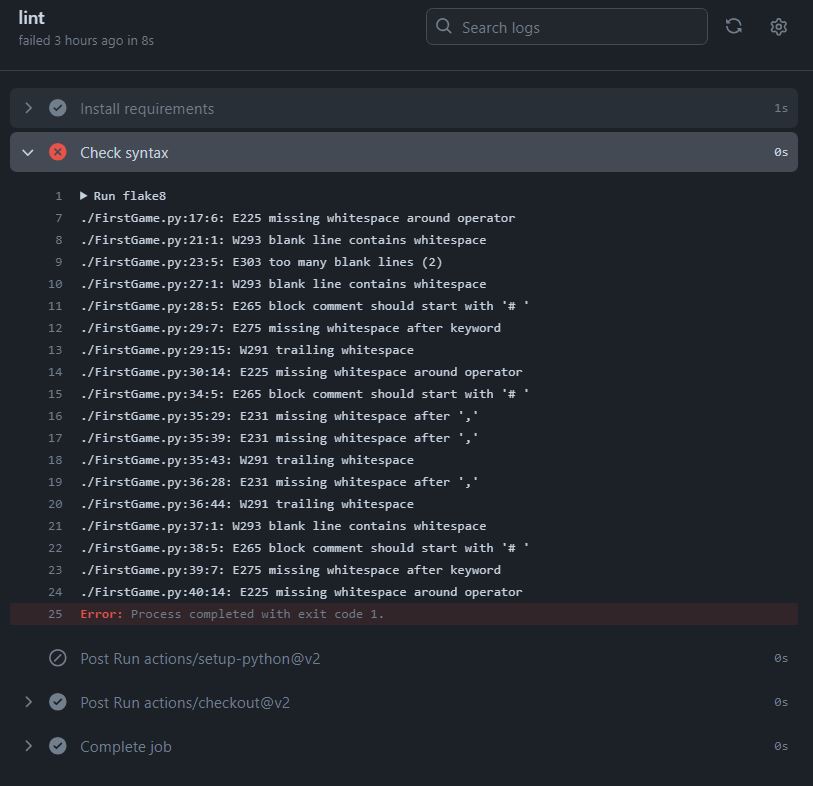 lint
failed 3 hours ago in 8s
Search logs
Install requirements 1s
Check syntax 0s
1 Run flake8
7 ./FirstGame.py:17:6: E225 missing whitespace around operator
8 ./FirstGame.py:21:1: W293 blank line contains whitespace
9 ./FirstGame.py:23:5: E303 too many blank lines (2)
10 ./FirstGame.py:27:1: W293 blank line contains whitespace
11 ./FirstGame.py:28:5: E265 block comment should start with '# '
12 ./FirstGame.py:29:7: E275 missing whitespace after keyword
13 ./FirstGame.py:29:15: W291 trailing whitespace
14 ./FirstGame.py:30:14: E225 missing whitespace around operator
15 ./FirstGame.py:34:5: E265 block comment should start with '# '
16 ./FirstGame.py:35:29: E231 missing whitespace after ','
17 ./FirstGame.py:35:39: E231 missing whitespace after ','
18 ./FirstGame.py:35:43: W291 trailing whitespace
19 ./FirstGame.py:36:28: E231 missing whitespace after ','
20 ./FirstGame.py:36:44: W291 trailing whitespace
21 ./FirstGame.py:37:1: W293 blank line contains whitespace
22 ./FirstGame.py:38:5: E265 block comment should start with '# '
23 ./FirstGame.py:39:7: E275 missing whitespace after keyword
24 ./FirstGame.py:40:14: E225 missing whitespace around operator
25 Error: Process completed with exit code 1.
Post Run actions/setup-python@v2 0s
Post Run actions/checkout@v2 0s
Complete job 0s